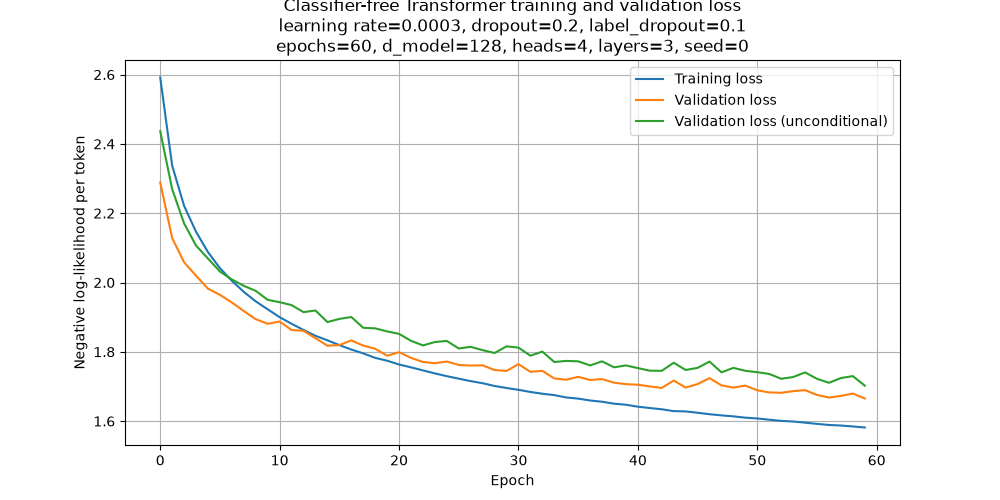 Classifier-free Transformer training and validation loss
learning rate=0.0003, dropout=0.2, label_dropout=0.1
epochs=60, d_model=128, heads=4, layers=3, seed=0
Training loss
Validation loss
Validation loss (unconditional)
Negative log-likelihood per token
2.6
2.4
2.2
2.0
1.8
1.6
0 10 20 30 40 50 60
Epoch